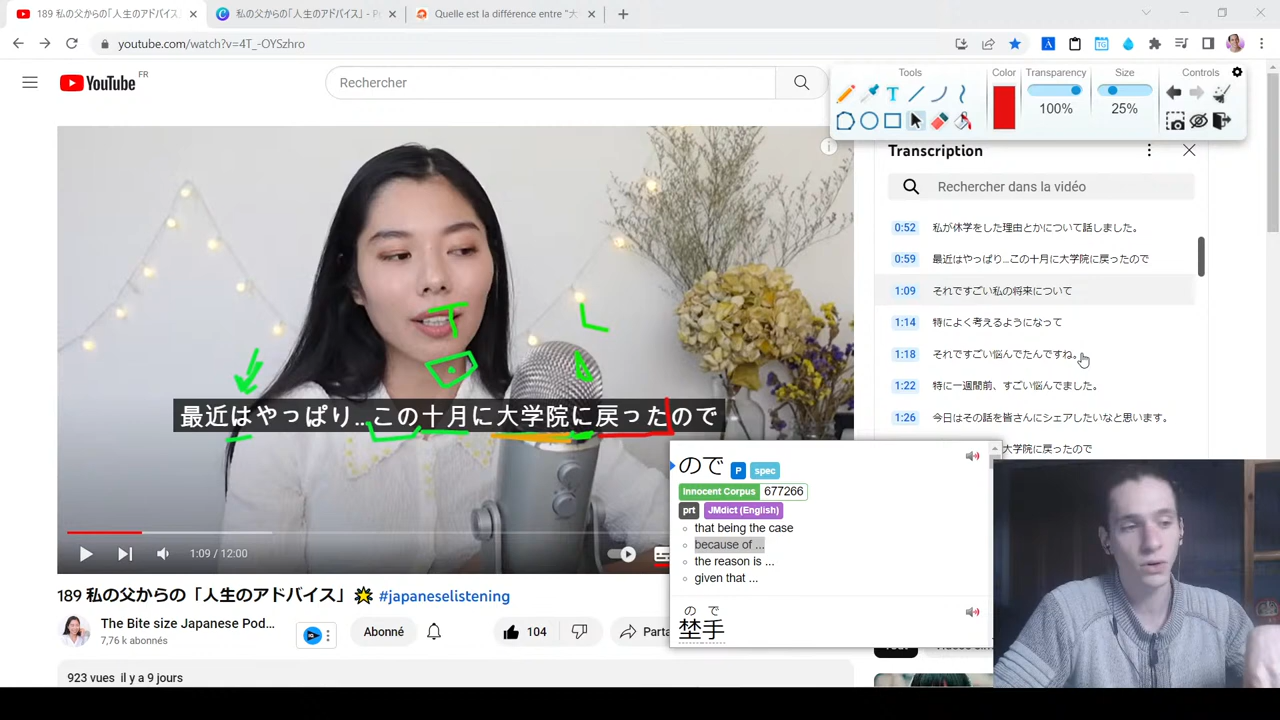 189 私の父からの「人生のアドバイス」
私の父からの「人生のアドバイス」 - P
Quelle est la différence entre "大
youtube.com/watch?v=4T_-OYSzhro
YouTube
FR
Rechercher
Tools
Color
Transparency
Size
Controls
100%
25%
Transcription
Rechercher dans la vidéo
0:52 私が休学をした理由とかについて話しました。
0:59 最近はやっぱり...この十月に大学院に戻ったので
1:09 それですごい私の将来について
1:14 特によく考えるようになって
1:18 それですごい悩んでたんですね。
1:22 特に一週間前、すごい悩んでました。
1:26 今日はその話を皆さんにシェアしたいなと思います。
大学院に戻ったので
最近はやっぱり...この十月に大学院に戻ったので
T
L
ので P spec
Innocent Corpus 677266
prt JMdict (English)
that being the case
because of ...
the reason is ...
given that ...
の で
埜手
1:09 / 12:00
189 私の父からの「人生のアドバイス」🌟 #japaneselistening
The Bite size Japanese Pod...
7,76 k abonnés
Abonné
104
Parta
923 vues il y a 9 jours